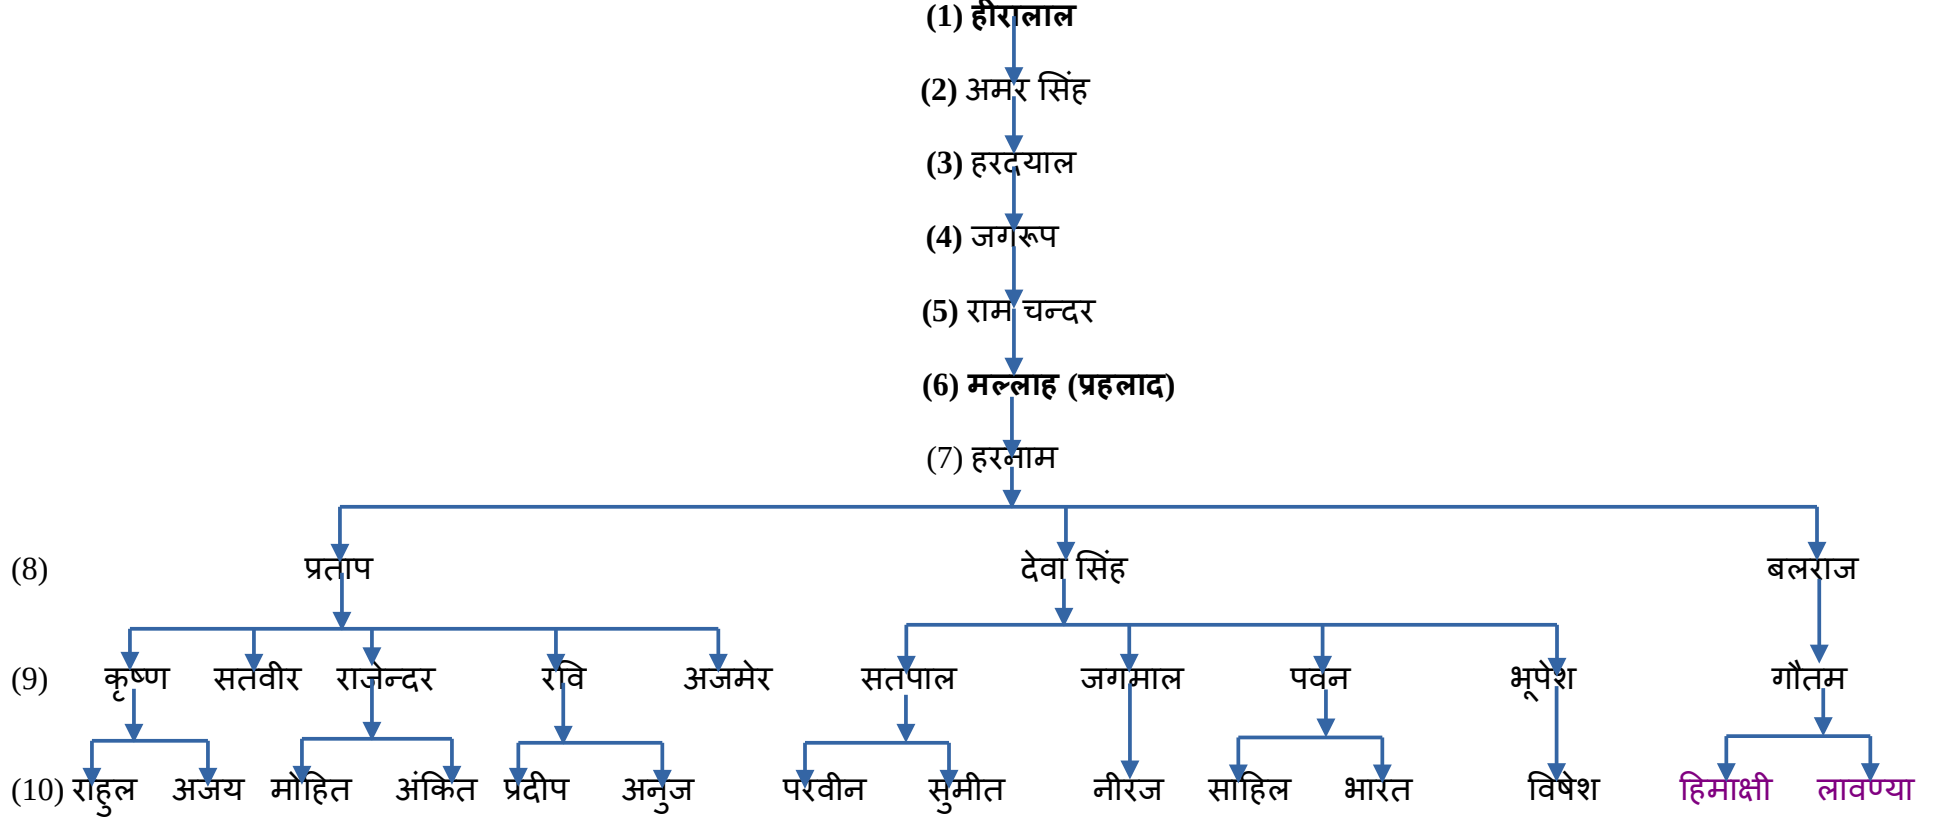 (1) हीरालाल
(2) अमर सिंह
(3) हरदयाल
(4) जगरूप
(5) राम चन्दर
(6) मल्लाह (प्रहलाद)
(7) हरनाम
(8) प्रताप देवा सिंह बलराज
(9) कृष्ण सतवीर राजेन्दर रवि अजमेर सतपाल जगमाल पवन भूपेश गौतम
(10) राहुल अजय मोहित अंकित प्रदीप अनुज परवीन सुमीत नीरज साहिल भारत विषेश हिमाक्षी लावण्या